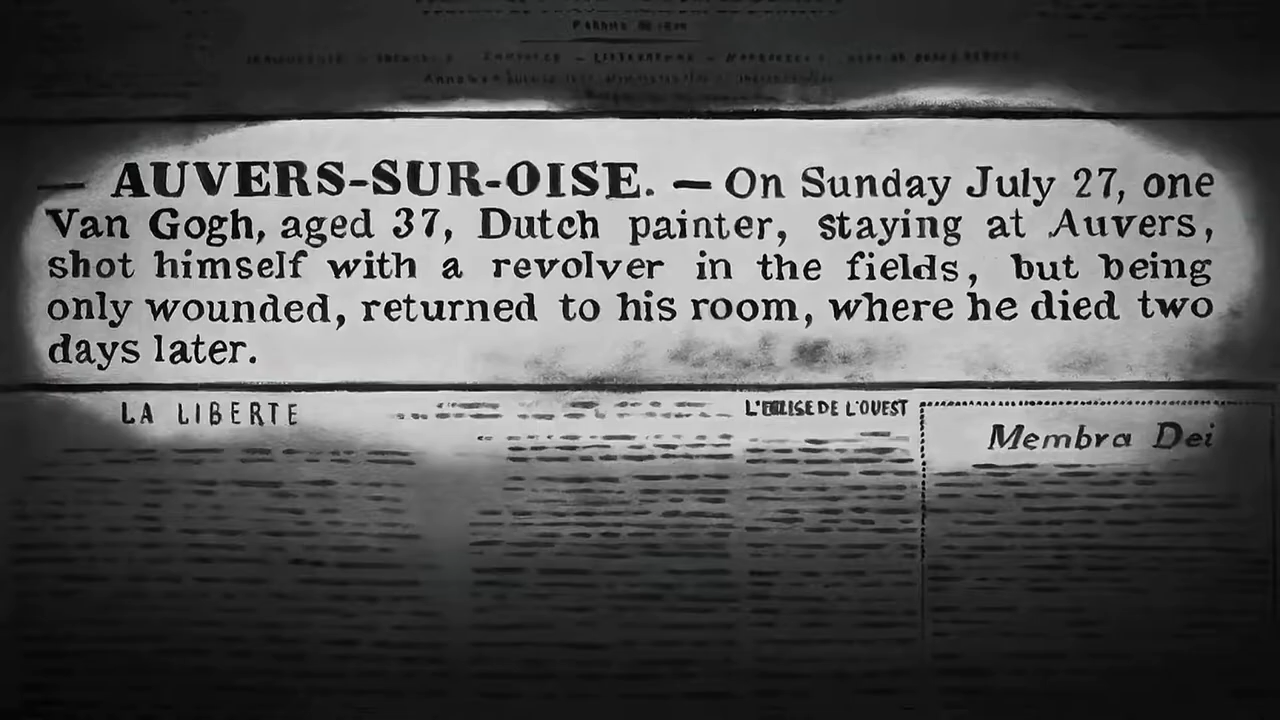 — AUVERS-SUR-OISE. — On Sunday July 27, one
Van Gogh, aged 37, Dutch painter, staying at Auvers,
shot himself with a revolver in the fields, but being
only wounded, returned to his room, where he died two
days later.
LA LIBERTE
DE L'OUEST
Membra Dei